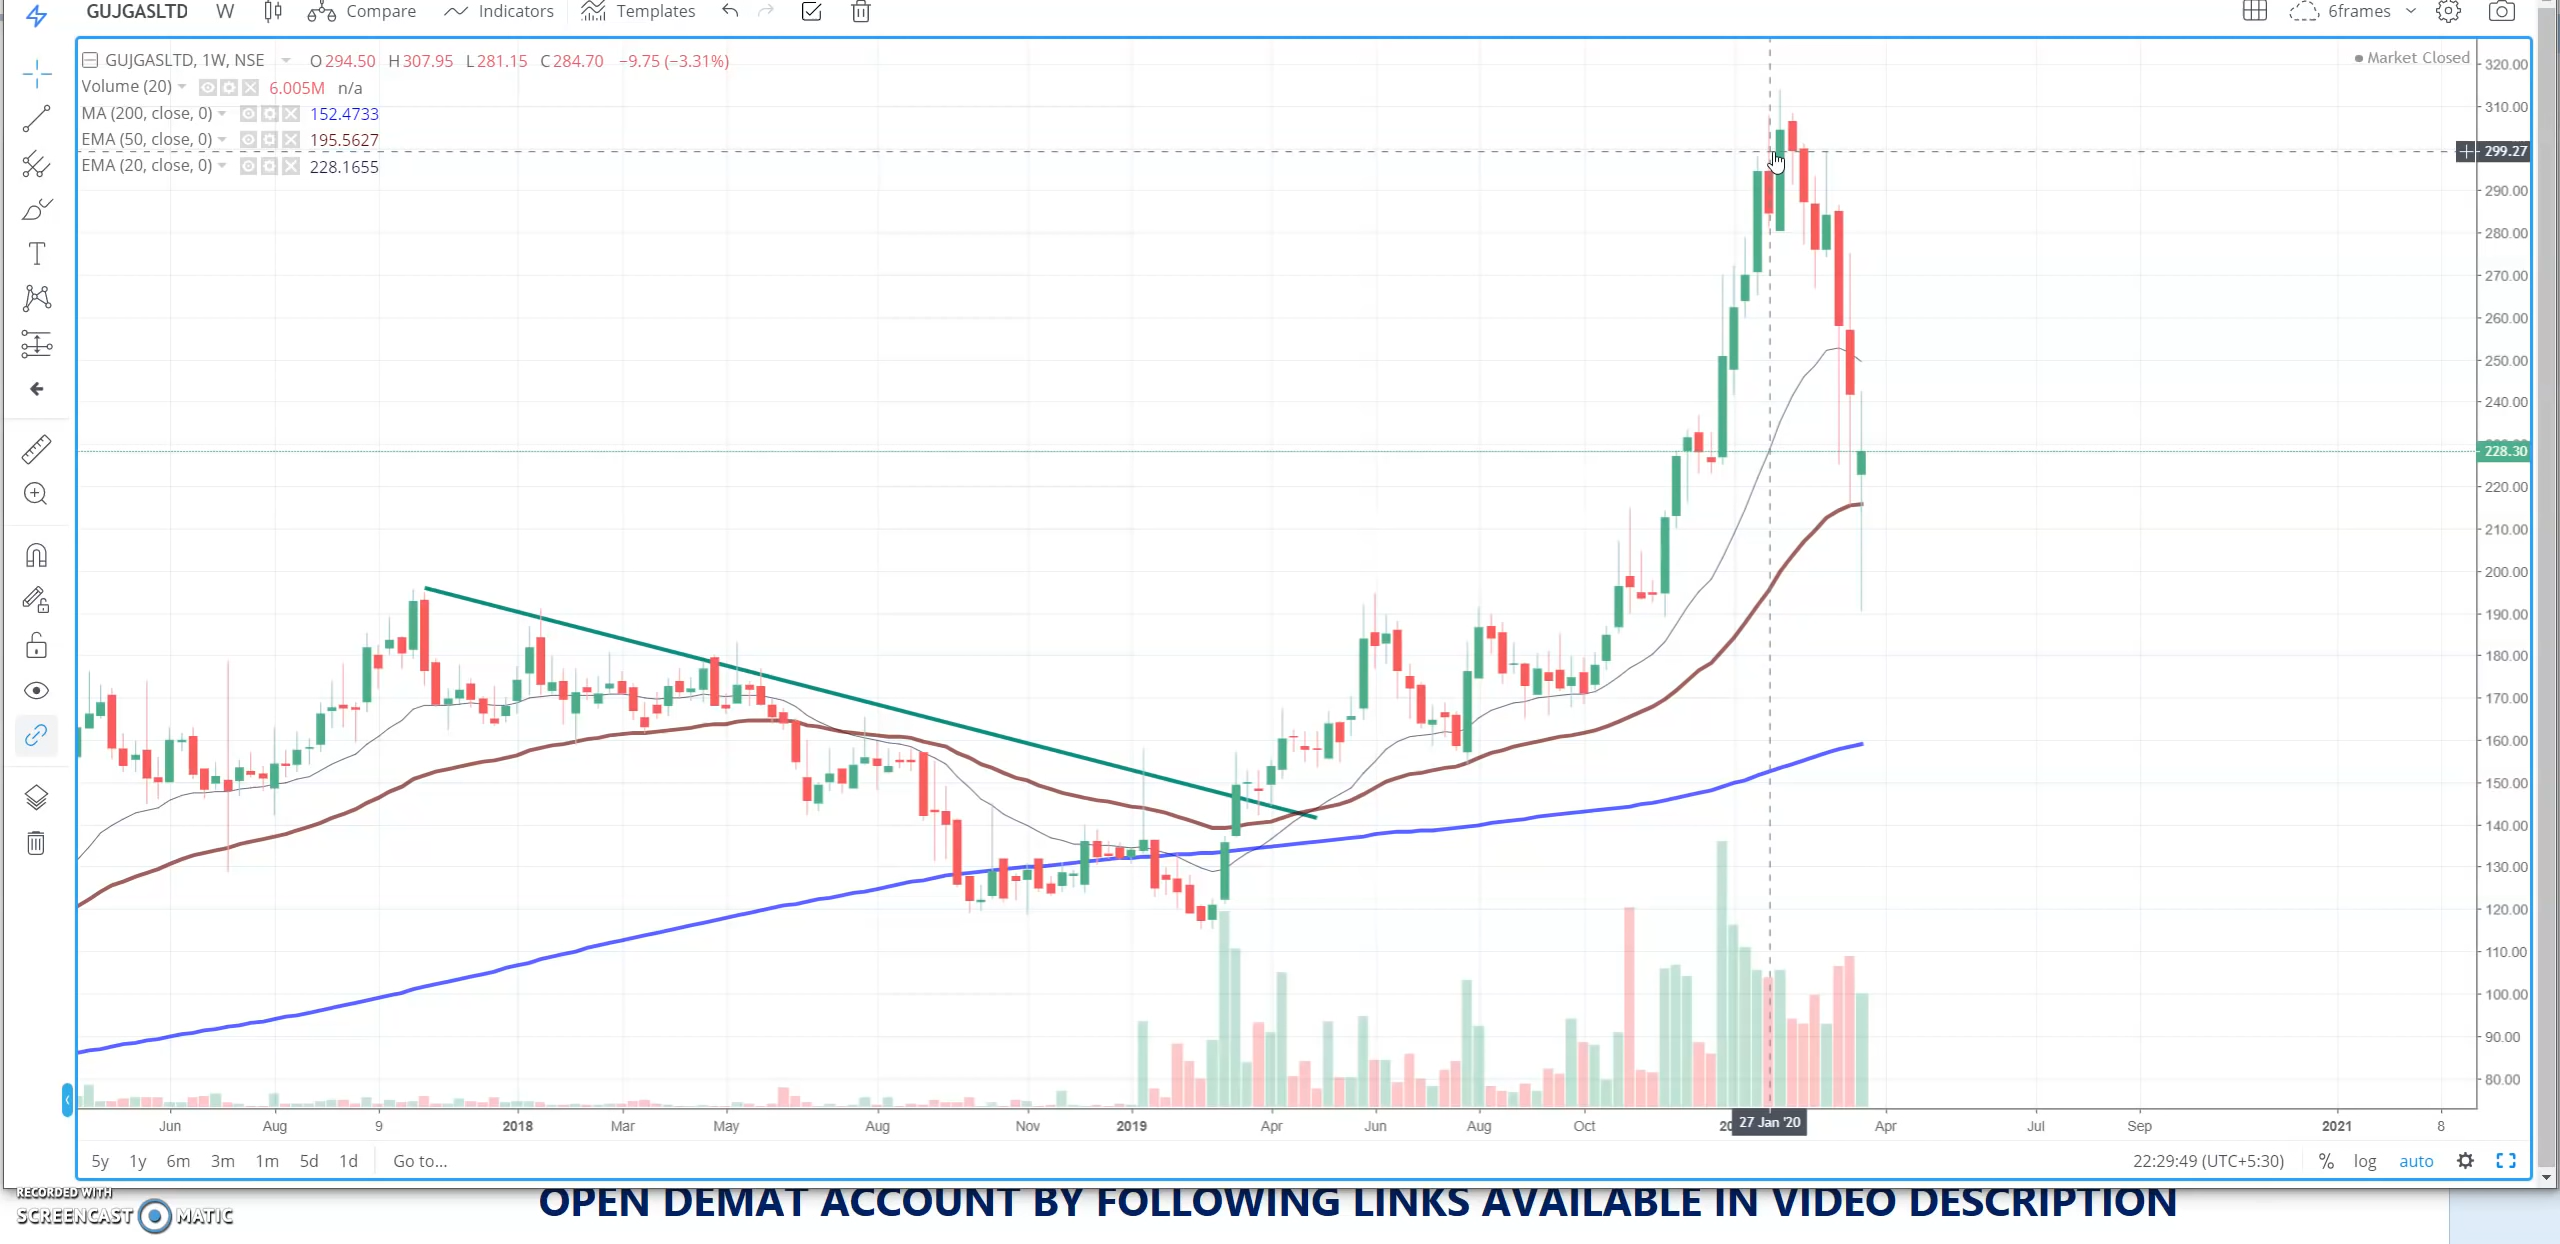 GUJGASLTD W Compare Indicators Templates 6frames
GUJGASLTD, 1W, NSE O294.50 H307.95 L281.15 C284.70 −9.75 (−3.31%)
Market Closed
Volume (20) 6.005M n/a
MA (200, close, 0) 152.4733
EMA (50, close, 0) 195.5627
EMA (20, close, 0) 228.1655
320.00
310.00
299.27
290.00
280.00
270.00
260.00
250.00
240.00
228.30
220.00
210.00
200.00
190.00
180.00
170.00
160.00
150.00
140.00
130.00
120.00
110.00
100.00
90.00
80.00
Jun Aug 9 2018 Mar May Aug Nov 2019 Apr Jun Aug Oct 27 Jan '20 Apr Jul Sep 2021 8
5y 1y 6m 3m 1m 5d 1d Go to... 22:29:49 (UTC+5:30) % log auto
RECORDED WITH
SCREENCAST MATIC
OPEN DEMAT ACCOUNT BY FOLLOWING LINKS AVAILABLE IN VIDEO DESCRIPTION